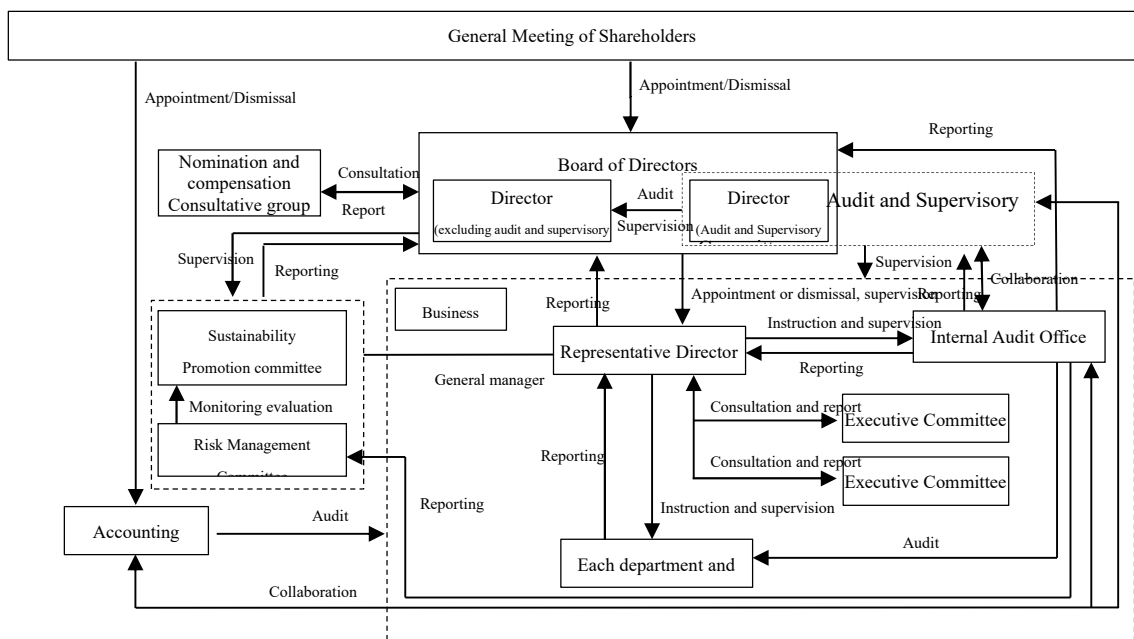 General Meeting of Shareholders
Appointment/Dismissal
Appointment/Dismissal
Reporting
Board of Directors
Nomination and
compensation
Consultative group
Consultation
Report
Director
(excluding audit and supervisory
Audit
Supervision
Director
(Audit and Supervisory
Audit and Supervisory
Supervision
Reporting
Supervision
Collaboration
Reporting
Reporting
Appointment or dismissal, supervision
Business
Sustainability
Promotion committee
Instruction and supervision
Representative Director
Internal Audit Office
Reporting
General manager
Monitoring evaluation
Consultation and report
Executive Committee
Risk Management
Committee
Reporting
Consultation and report
Executive Committee
Reporting
Instruction and supervision
Accounting
Audit
Audit
Each department and
Collaboration